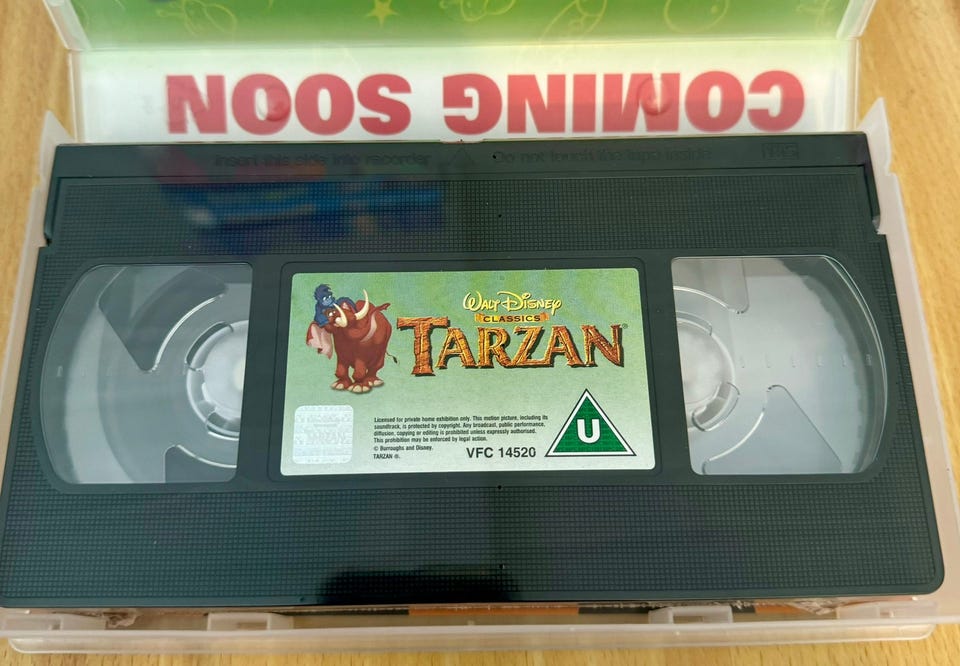 COMING SOON
Insert this side into recorder Do not touch the tape inside VHS
WALT DISNEY
CLASSICS
TARZAN®
TARZAN
Licensed for private home exhibition only. This motion picture, including its
soundtrack, is protected by copyright. Any broadcast, public performance,
diffusion, copying or editing is prohibited unless expressly authorised.
This prohibition may be enforced by legal action.
© Burroughs and Disney.
TARZAN ®.
VFC 14520
U